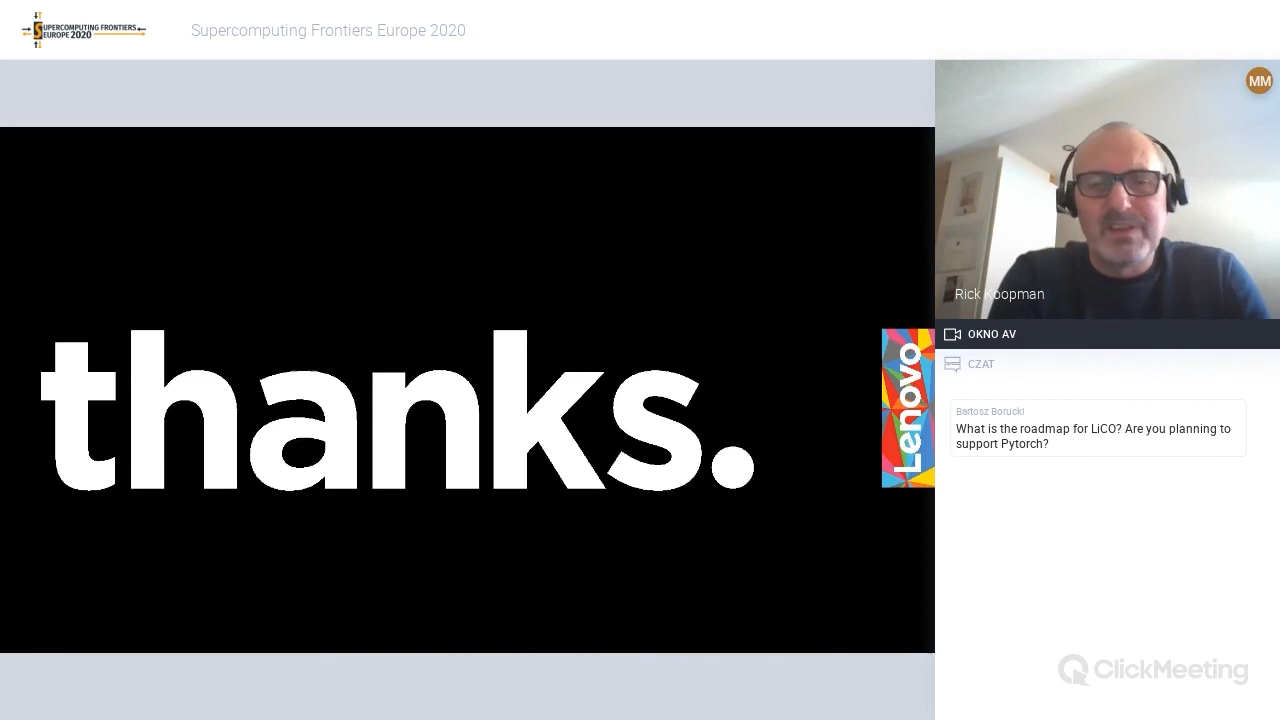 SUPERCOMPUTING FRONTIERS
EUROPE 2020
Supercomputing Frontiers Europe 2020
MM
thanks.
Lenovo
Rick Koopman
OKNO AV
CZAT
Bartosz Borucki
What is the roadmap for LiCO? Are you planning to
support Pytorch?
ClickMeeting